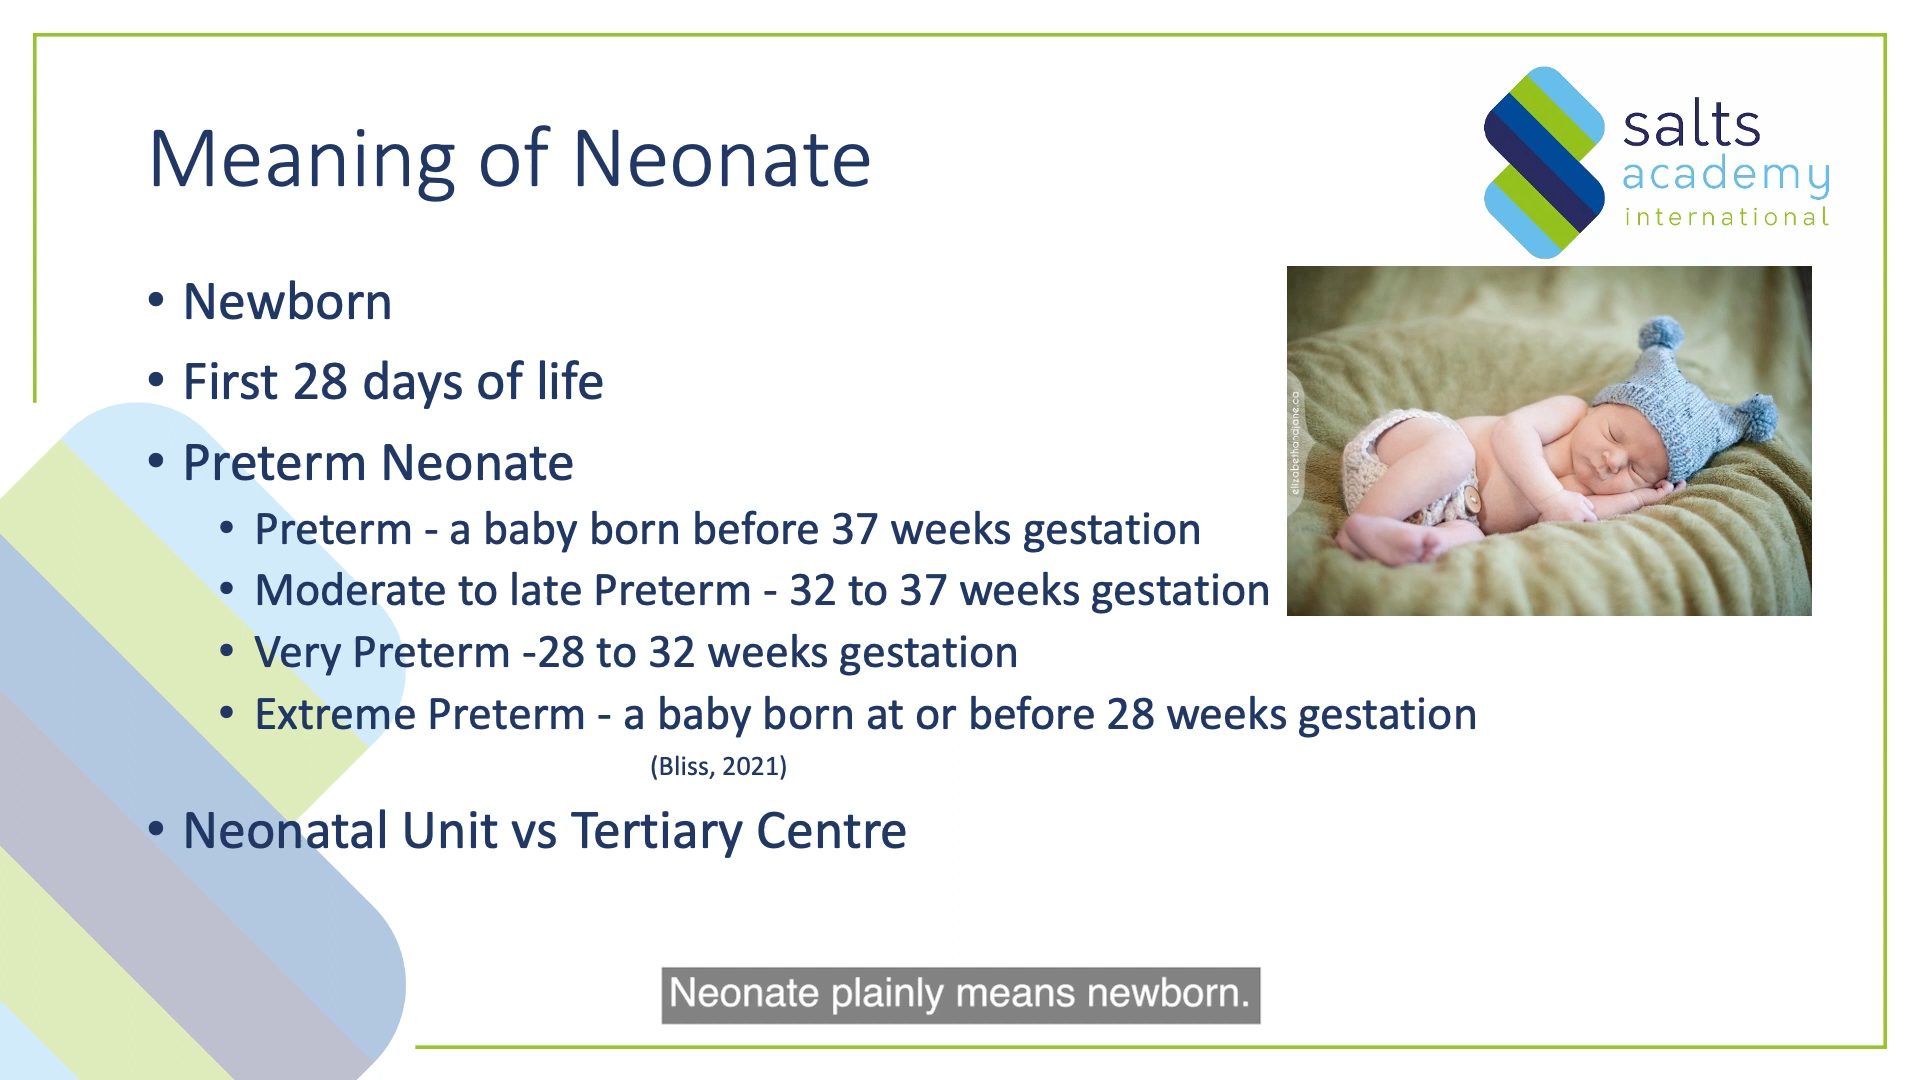 Meaning of Neonate
salts
academy
international
• Newborn
• First 28 days of life
• Preterm Neonate
• Preterm - a baby born before 37 weeks gestation
• Moderate to late Preterm - 32 to 37 weeks gestation
• Very Preterm -28 to 32 weeks gestation
• Extreme Preterm - a baby born at or before 28 weeks gestation
(Bliss, 2021)
• Neonatal Unit vs Tertiary Centre
elizabethandjane.ca
Neonate plainly means newborn.